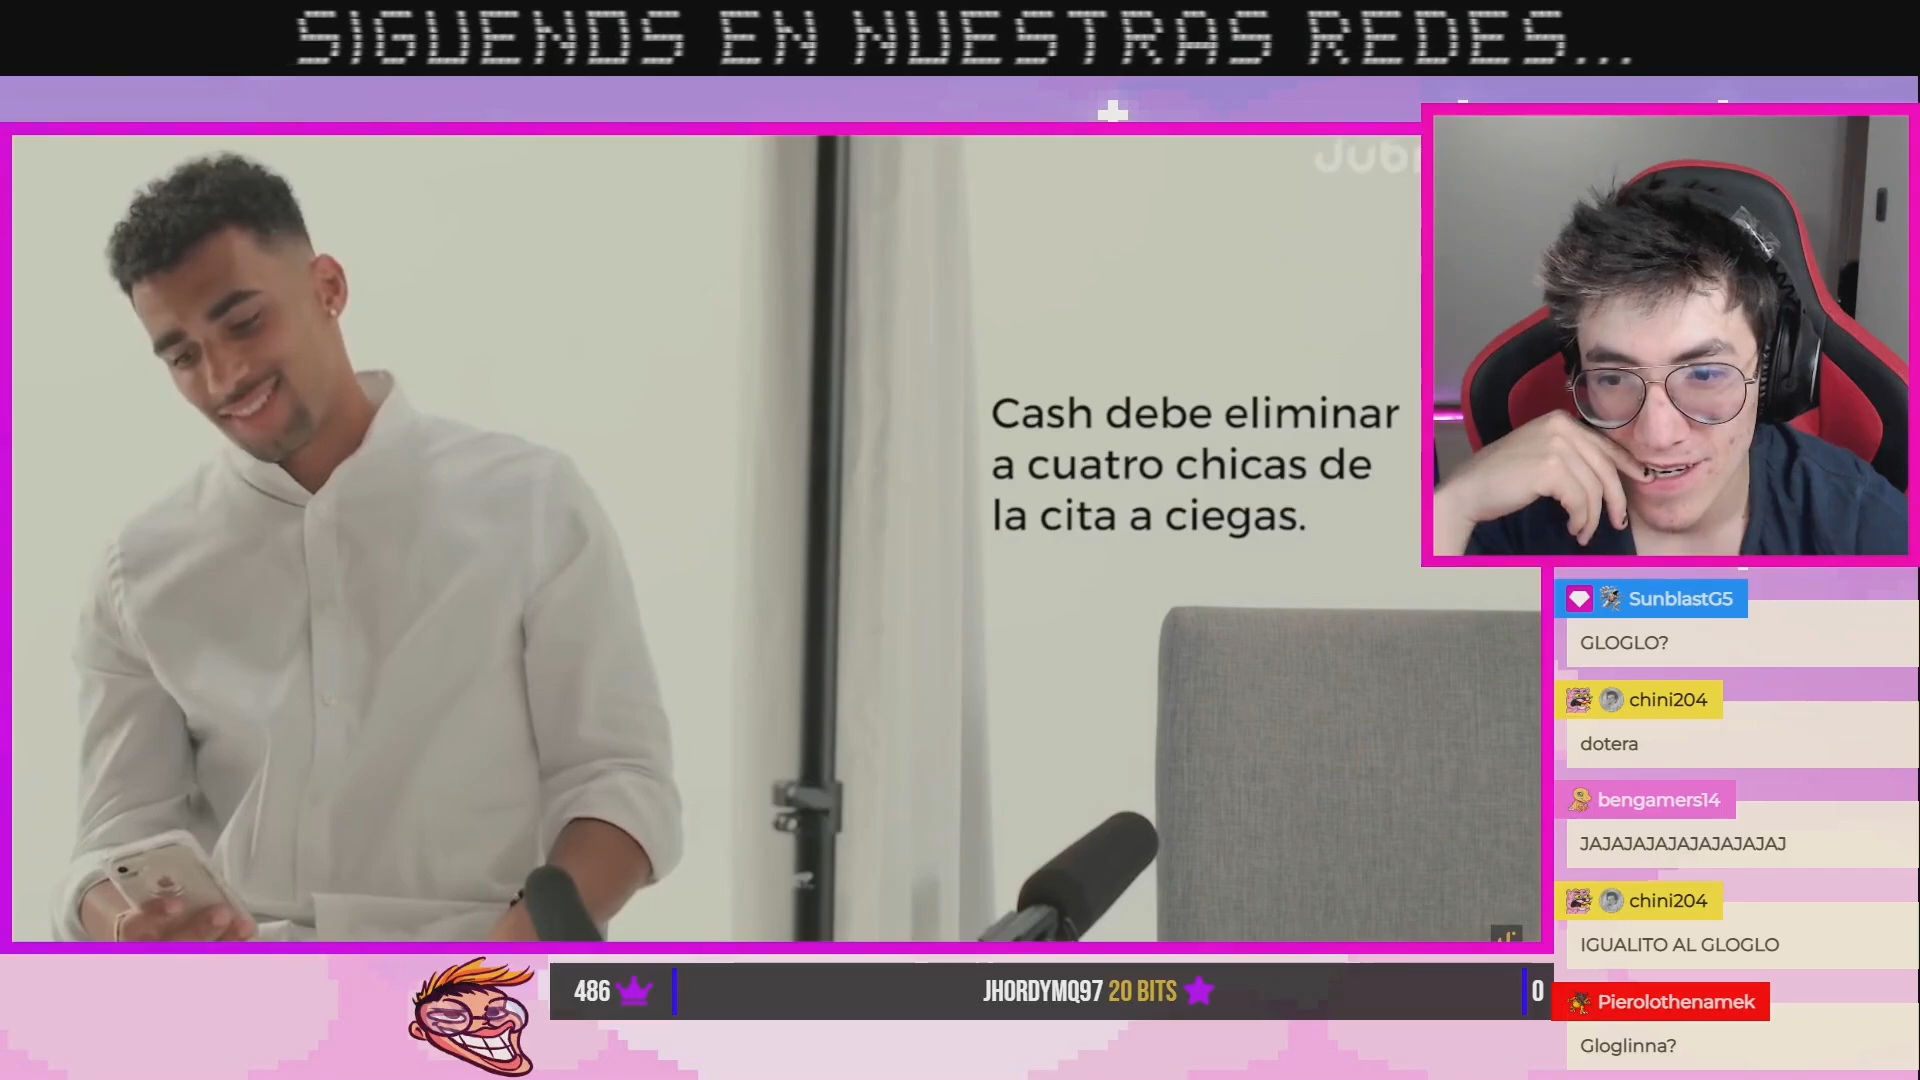 SIGUENOS EN NUESTRAS REDES...
Cash debe eliminar
a cuatro chicas de
la cita a ciegas.
SunblastG5
GLOGLO?
chini204
dotera
bengamers14
JAJAJAJAJAJAJAJAJAJ
chini204
IGUALITO AL GLOGLO
Pierolothenamek
Gloglinna?
486
JHORDYMQ97 20 BITS
0